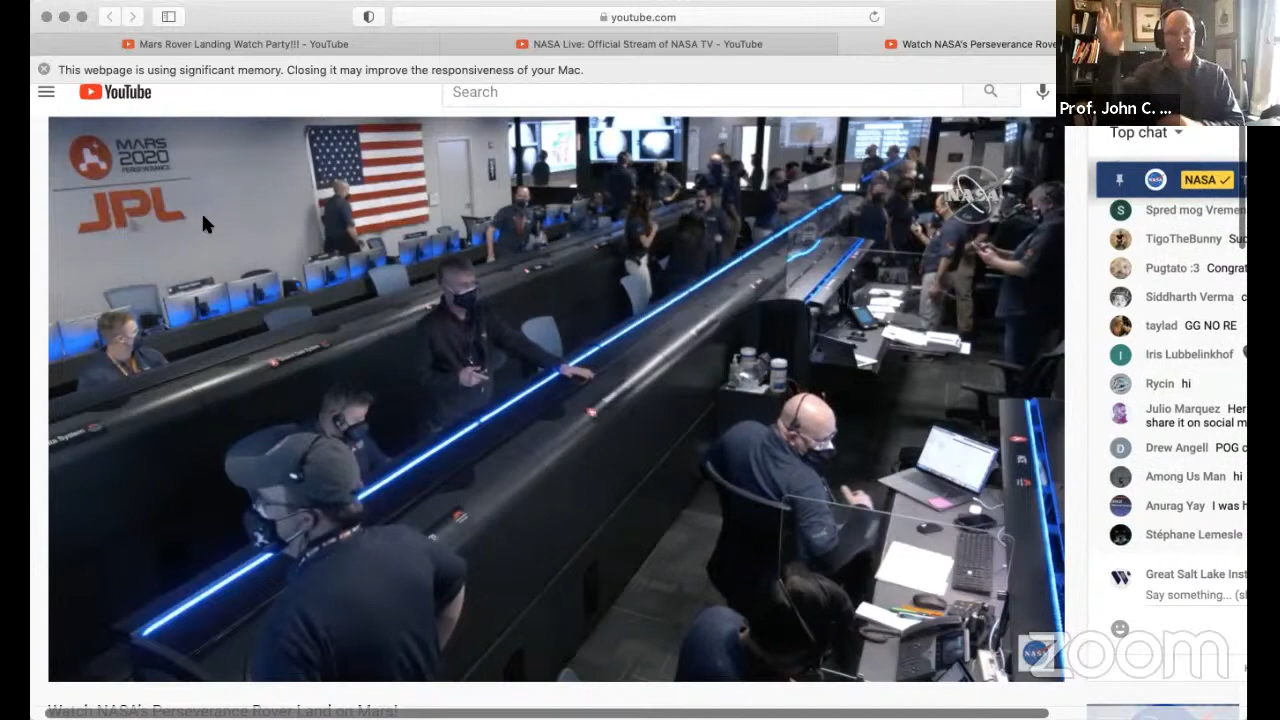 youtube.com
Mars Rover Landing Watch Party!!! - YouTube
NASA Live: Official Stream of NASA TV - YouTube
Watch NASA's Perseverance Rove
This webpage is using significant memory. Closing it may improve the responsiveness of your Mac.
YouTube
Search
Prof. John C. ...
Top chat
MARS
2020
PERSEVERANCE
JPL
NASA
NASA
Spred mog Vremen
TigoTheBunny Suc
Pugtato :3 Congrat
Siddharth Verma c
taylad GG NO RE
Iris Lubbelinkhof
Rycin hi
Julio Marquez Her
share it on social m
Drew Angell POG c
Among Us Man hi
Anurag Yay I was h
Stéphane Lemesle
Great Salt Lake Inst
Say something... (sl
NASA
zoom
Watch NASA's Perseverance Rover Land on Mars!